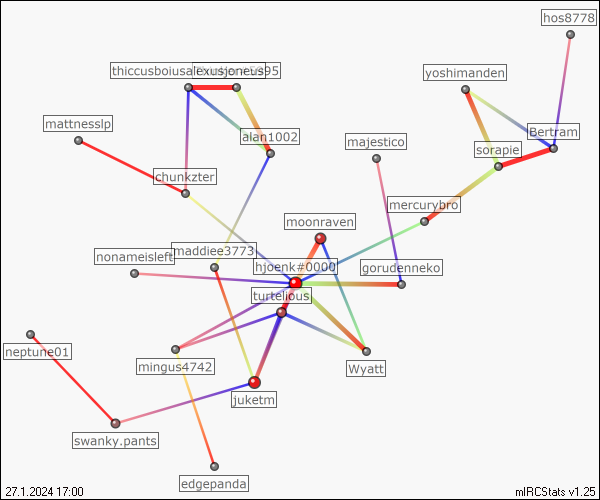 hos8778
thiccboiusalexusjoneus5995
yoshimanden
mattnesslp
alan1002
Bertram
majestico
sorapie
chunkzter
mercurybro
moonraven
nonameisleft
maddiee3773
hjoenk#0000
gorudenneko
turtelious
neptune01
mingus4742
Wyatt
juketm
swanky.pants
edgepanda
27.1.2024 17:00
mIRCStats v1.25